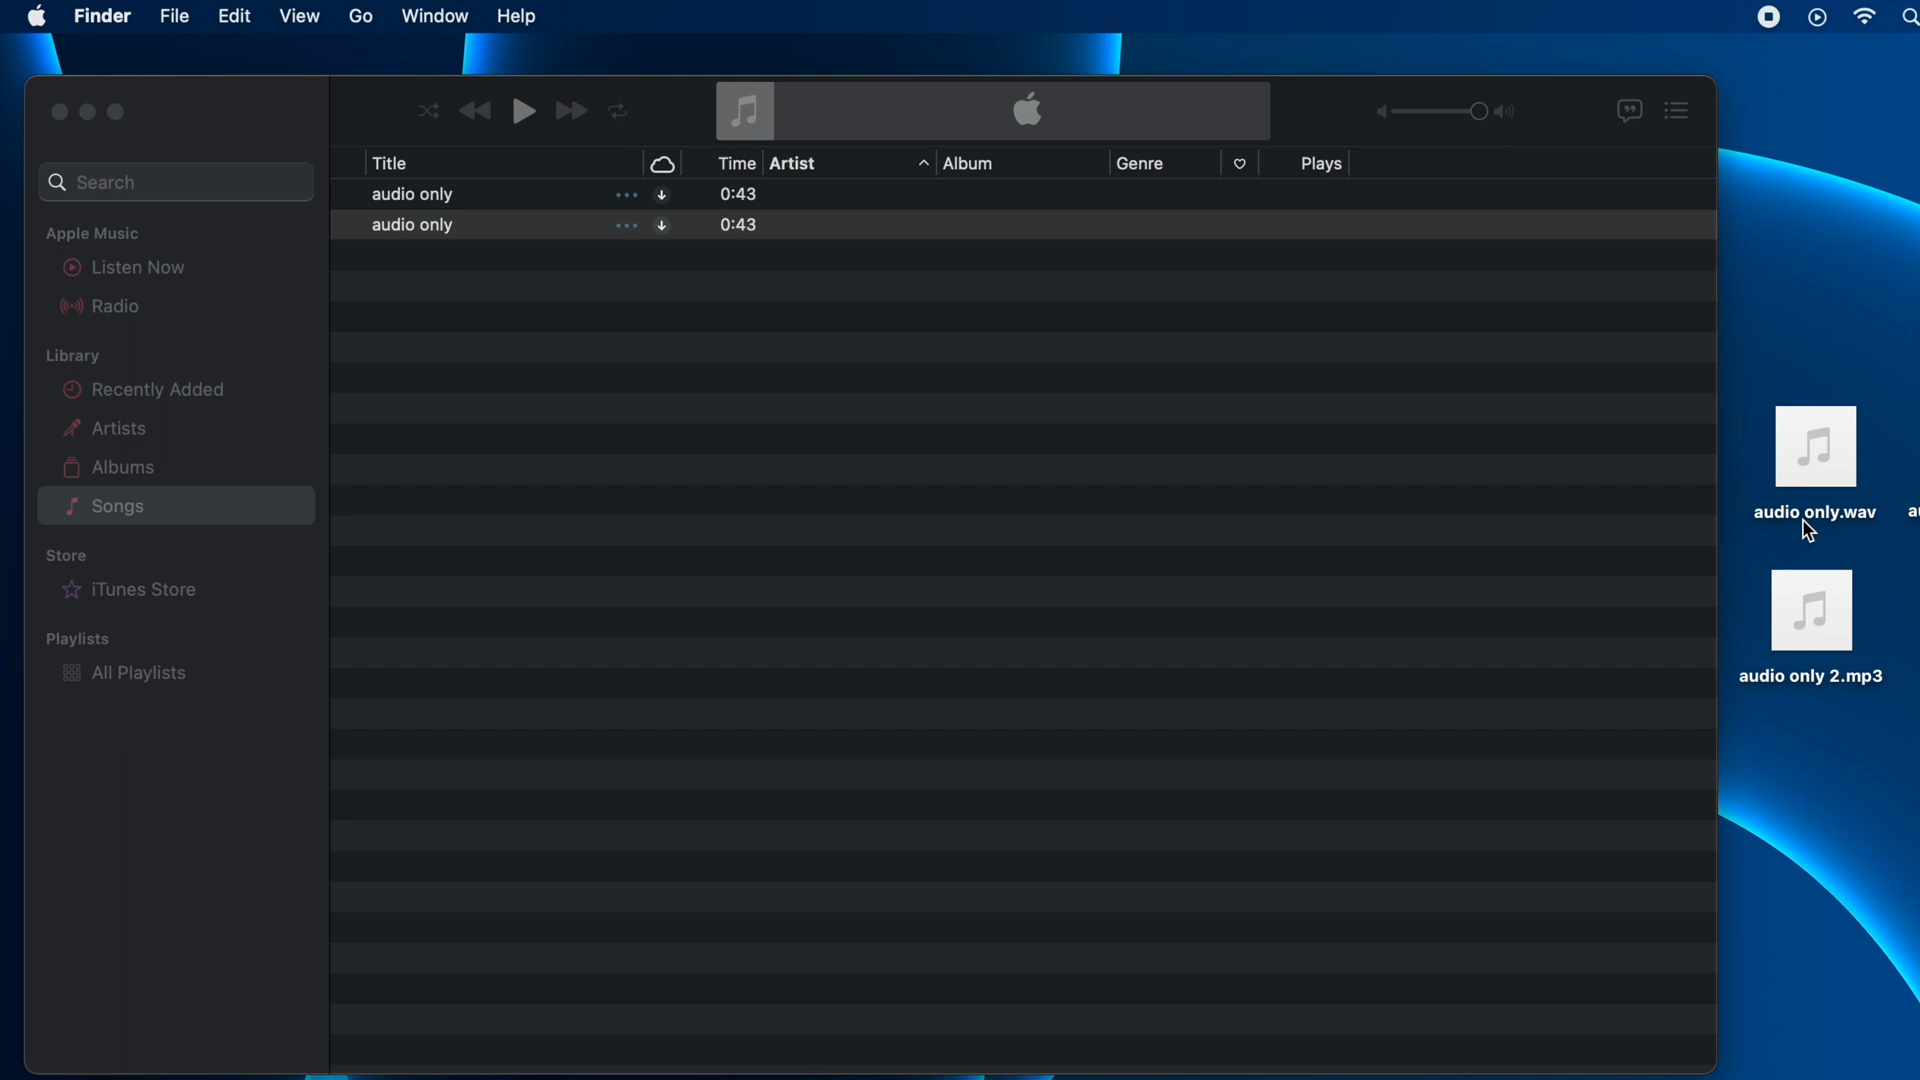 Finder File Edit View Go Window Help
Search
Apple Music
Listen Now
Radio
Library
Recently Added
Artists
Albums
Songs
Store
iTunes Store
Playlists
All Playlists
Title Time Artist Album Genre Plays
audio only 0:43
audio only 0:43
audio only.wav
audio only 2.mp3